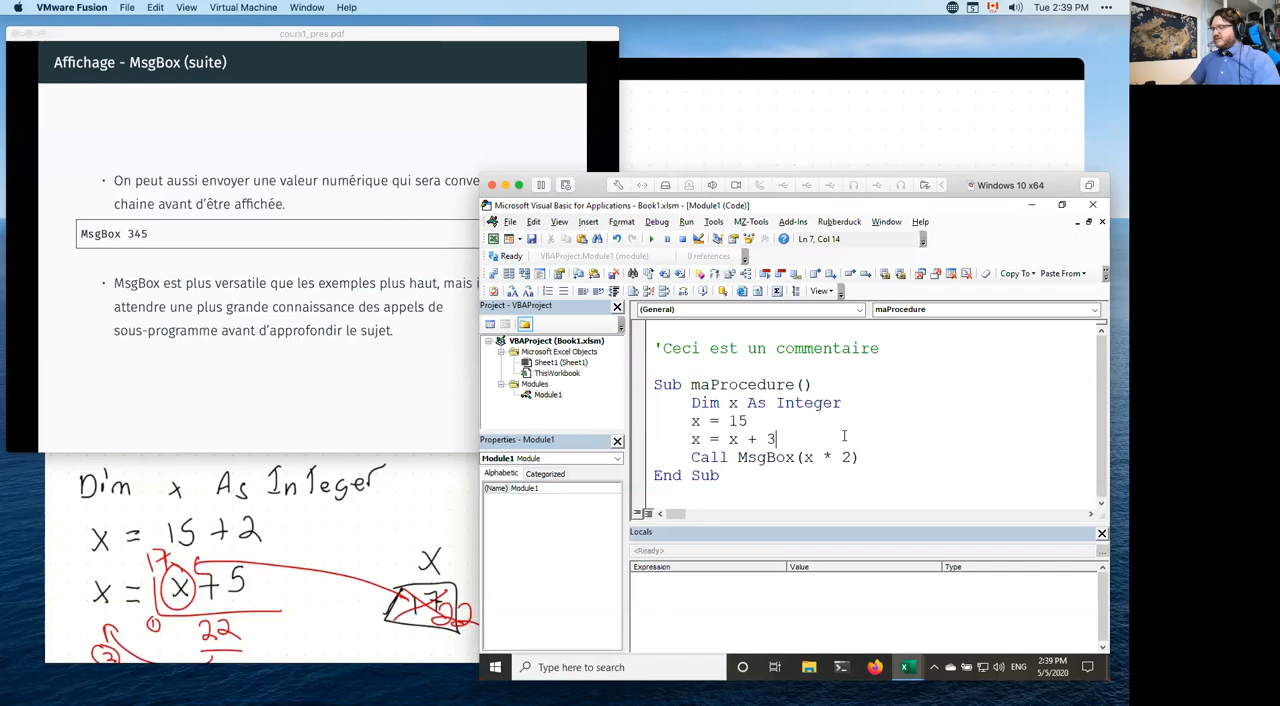 VMware Fusion File Edit View Virtual Machine Window Help
Tue 2:39 PM
cours1_pres.pdf
Affichage - MsgBox (suite)
On peut aussi envoyer une valeur numérique qui sera
chaine avant d'être affichée.
MsgBox 345
MsgBox est plus versatile que les exemples plus haut, mais
attendre une plus grande connaissance des appels de
sous-programme avant d'approfondir le sujet.
Dim x As Integer
x = 15 + 2
x = x + 5
17
22
X
Windows 10 x64
Microsoft Visual Basic for Applications - Book1.xlsm - [Module1 (Code)]
File Edit View Insert Format Debug Run Tools MZ-Tools Add-Ins Rubberduck Window Help
Ln 7, Col 14
Ready VBAProject.Module1 (module) 0 references
Copy To Paste From
View
Project - VBAProject
VBAProject (Book1.xlsm)
Microsoft Excel Objects
Sheet1 (Sheet1)
ThisWorkbook
Modules
Module1
Properties - Module1
Module1 Module
Alphabetic Categorized
(Name) Module1
(General) maProcedure
'Ceci est un commentaire
Sub maProcedure()
Dim x As Integer
x = 15
x = x + 3
Call MsgBox(x * 2)
End Sub
Locals
<Ready>
Expression Value Type
Type here to search
ENG
2:39 PM
5/5/2020